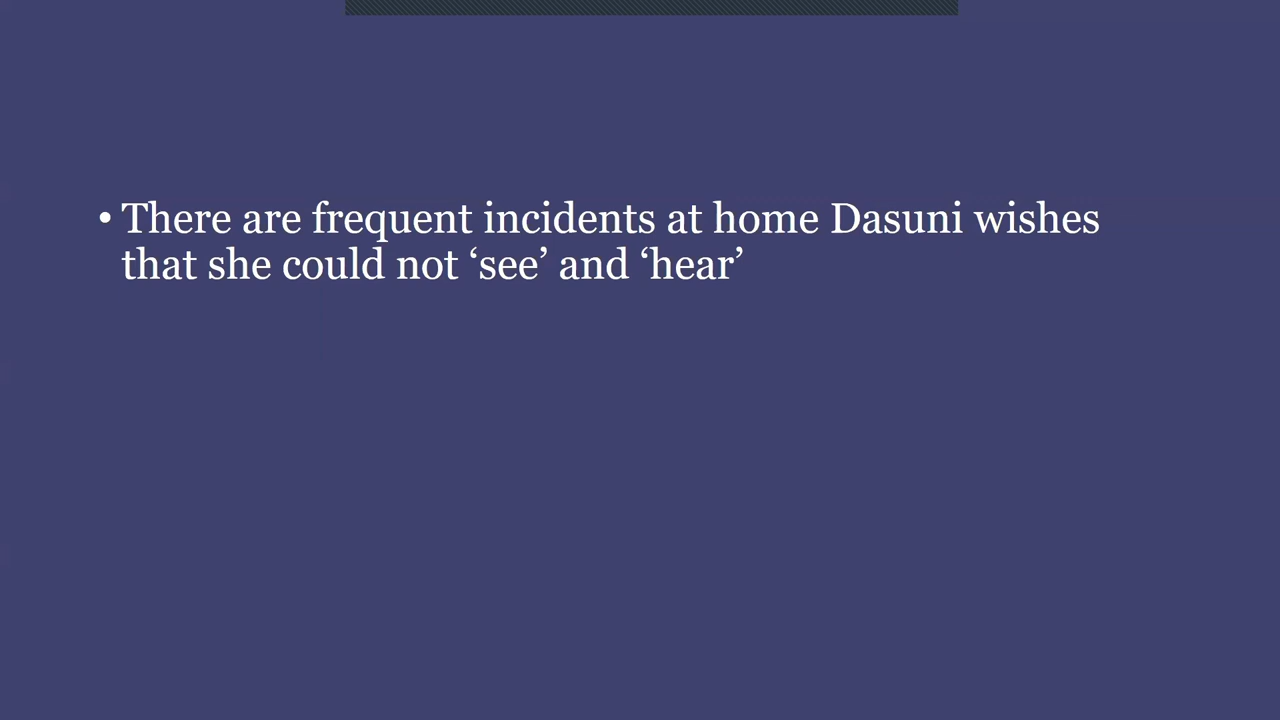 • There are frequent incidents at home Dasuni wishes
that she could not ‘see’ and ‘hear’